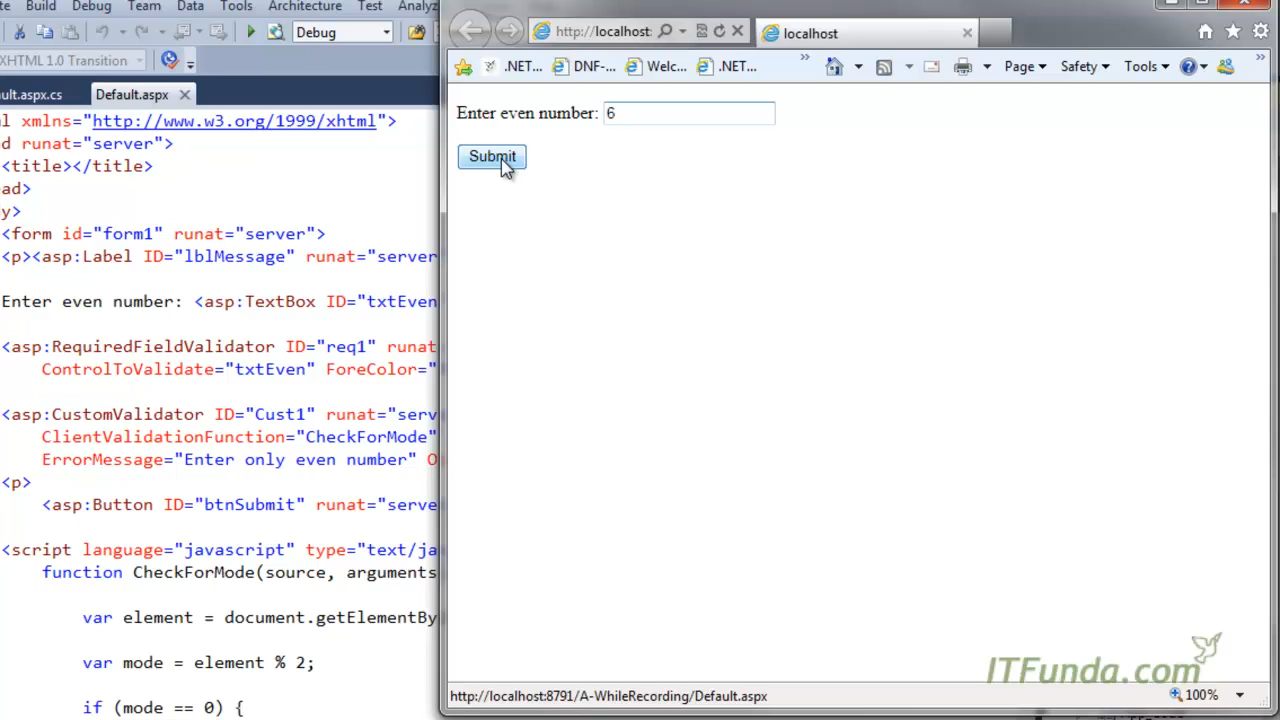 Build Debug Team Data Tools Architecture Test Analyz
Debug
XHTML 1.0 Transition
ult.aspx.cs Default.aspx
l xmlns="http://www.w3.org/1999/xhtml">
d runat="server">
<title></title>
ad>
y>
<form id="form1" runat="server">
<p><asp:Label ID="lblMessage" runat="server
Enter even number: <asp:TextBox ID="txtEven
<asp:RequiredFieldValidator ID="req1" runat
ControlToValidate="txtEven" ForeColor="
<asp:CustomValidator ID="Cust1" runat="serv
ClientValidationFunction="CheckForMode"
ErrorMessage="Enter only even number" O
<p>
<asp:Button ID="btnSubmit" runat="serve
<script language="javascript" type="text/ja
function CheckForMode(source, arguments
var element = document.getElementBy
var mode = element % 2;
if (mode == 0) {
http://localhost: localhost
.NET... DNF-... Welc... .NET... Page Safety Tools
Enter even number: 6
Submit
ITFunda.com
http://localhost:8791/A-WhileRecording/Default.aspx 100%